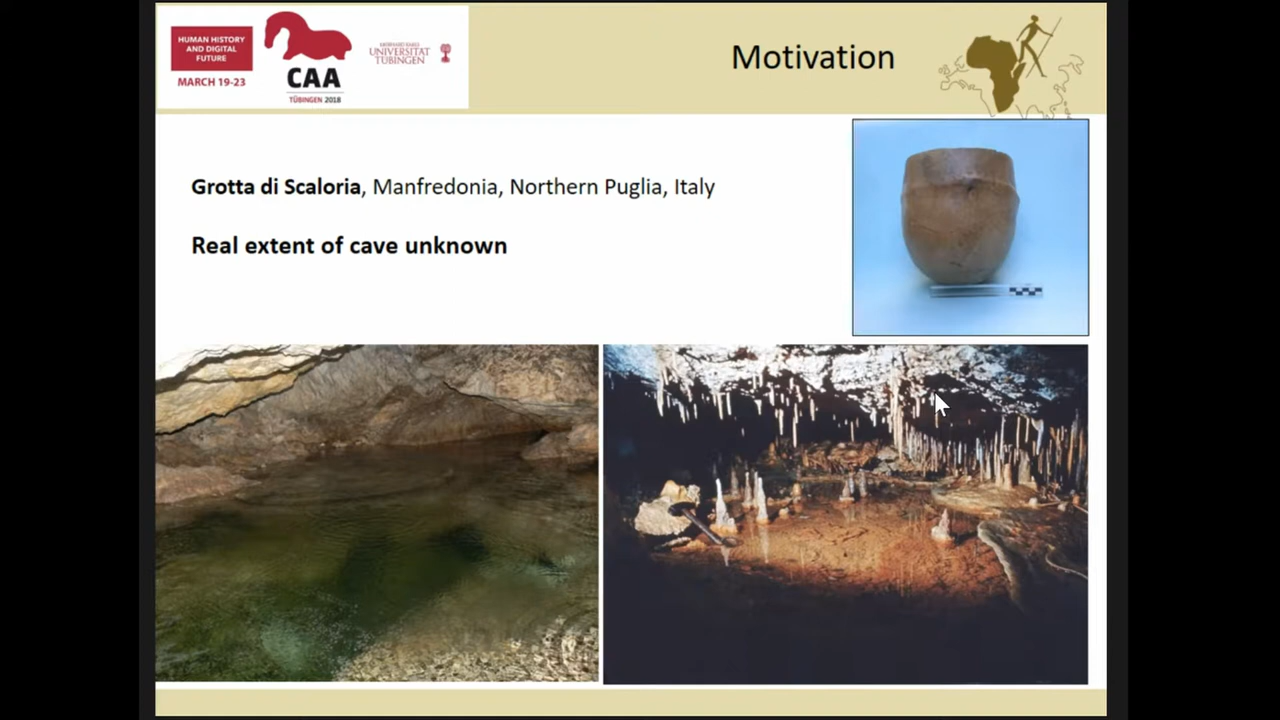 HUMAN HISTORY
AND DIGITAL
FUTURE
MARCH 19-23
CAA
TÜBINGEN 2018
EBERHARD KARLS
UNIVERSITÄT
TÜBINGEN
Motivation
Grotta di Scaloria, Manfredonia, Northern Puglia, Italy
Real extent of cave unknown